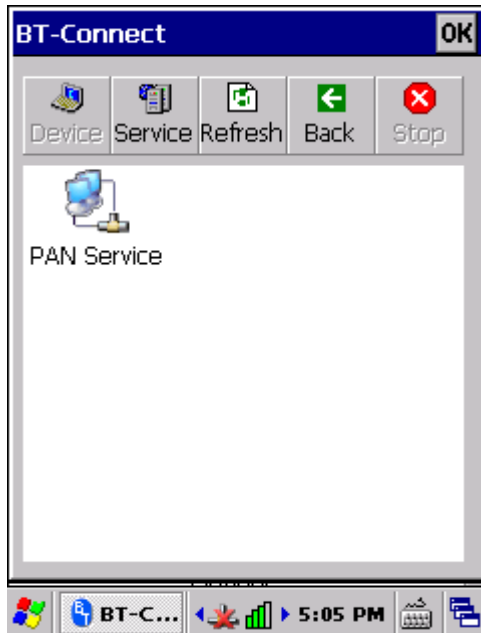 BT-Connect OK
Device Service Refresh Back Stop
PAN Service
BT-C... 5:05 PM